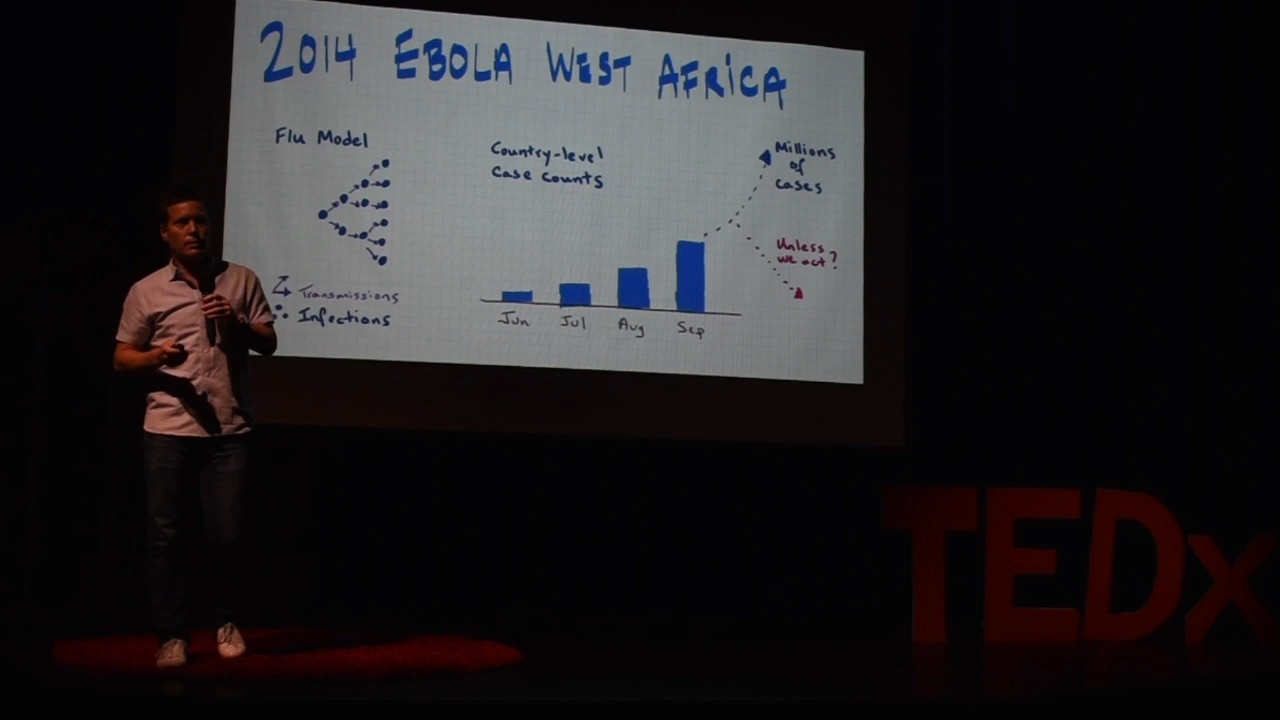 2014 EBOLA WEST AFRICA
Flu Model
Transmissions
Infections
Country-level
Case Counts
Jun Jul Aug Sep
Millions
of
cases
Unless
we act?
TEDx